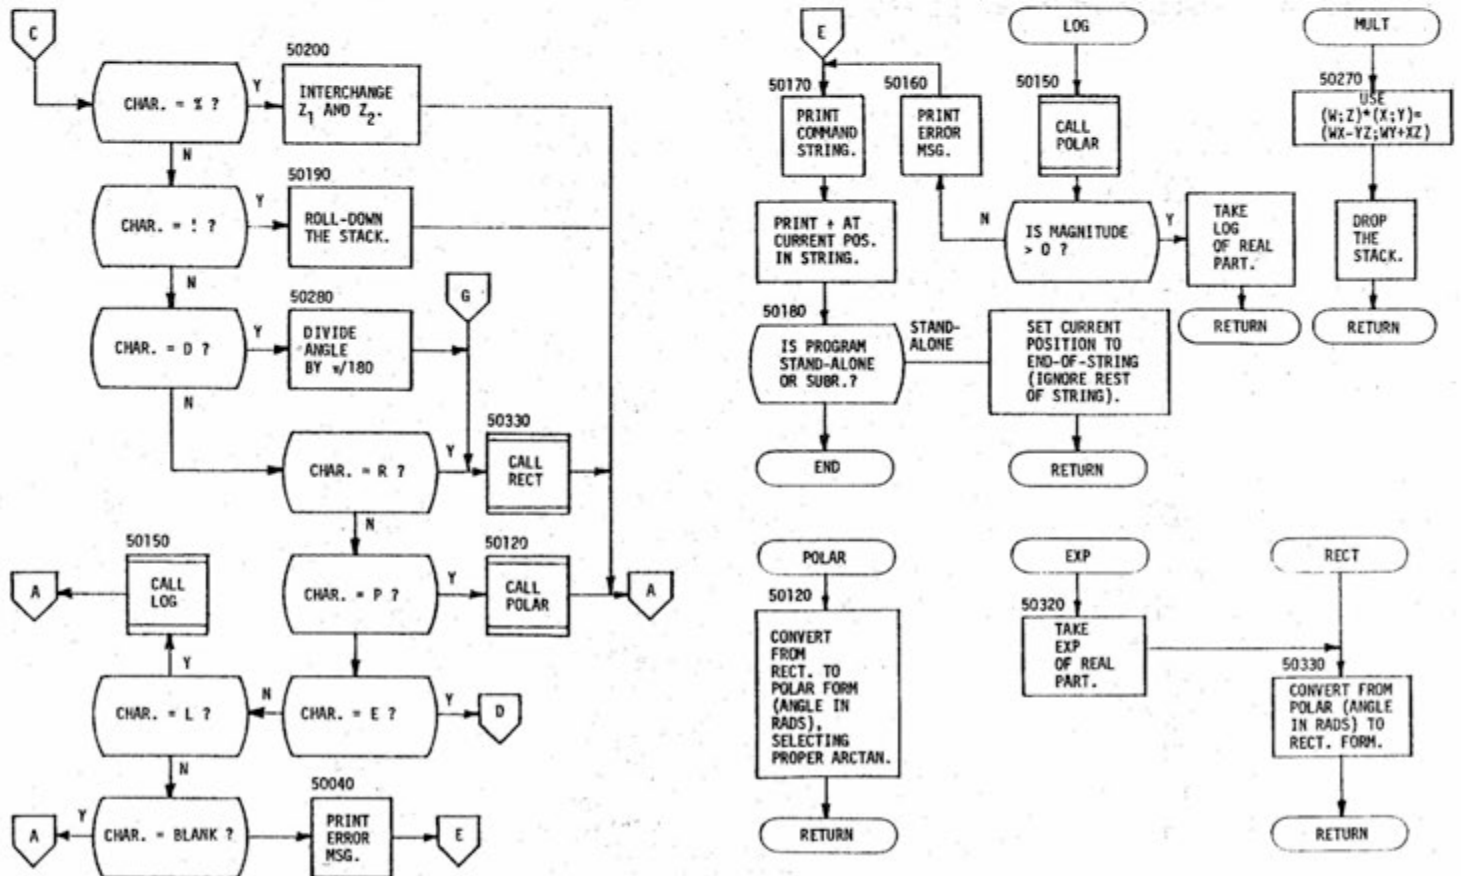 C
CHAR. = % ?
Y
50200
INTERCHANGE
Z1 AND Z2.
N
CHAR. = ! ?
Y
50190
ROLL-DOWN
THE STACK.
N
CHAR. = D ?
Y
50280
DIVIDE
ANGLE
BY π/180
G
N
CHAR. = R ?
Y
50330
CALL
RECT
N
CHAR. = P ?
Y
50120
CALL
POLAR
A
CHAR. = E ?
Y
D
N
CHAR. = L ?
Y
50150
CALL
LOG
A
N
CHAR. = BLANK ?
Y
A
50040
PRINT
ERROR
MSG.
E
E
50170
PRINT
COMMAND
STRING.
50160
PRINT
ERROR
MSG.
PRINT + AT
CURRENT POS.
IN STRING.
50180
IS PROGRAM
STAND-ALONE
OR SUBR.?
STAND-
ALONE
SET CURRENT
POSITION TO
END-OF-STRING
(IGNORE REST
OF STRING).
END
RETURN
LOG
50150
CALL
POLAR
IS MAGNITUDE
> 0 ?
N
Y
TAKE
LOG
OF REAL
PART.
RETURN
MULT
50270
USE
(W;Z)*(X;Y)=
(WX-YZ;WY+XZ)
DROP
THE
STACK.
RETURN
POLAR
50120
CONVERT
FROM
RECT. TO
POLAR FORM
(ANGLE IN
RADS),
SELECTING
PROPER ARCTAN.
RETURN
EXP
50320
TAKE
EXP
OF REAL
PART.
RECT
50330
CONVERT FROM
POLAR (ANGLE
IN RADS) TO
RECT. FORM.
RETURN